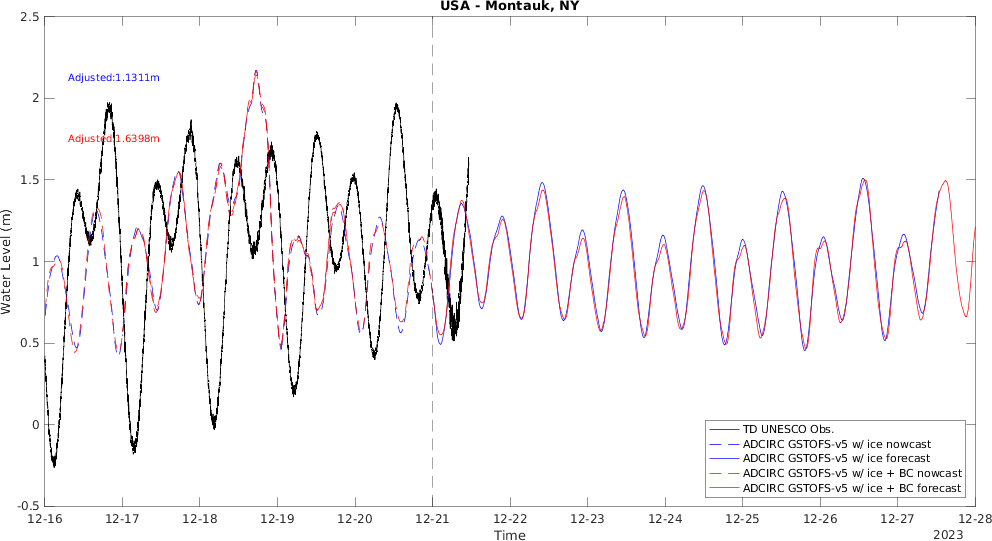 USA - Montauk, NY
2.5
2
1.5
1
0.5
0
-0.5
Water Level (m)
Adjusted:1.1311m
Adjusted:1.6398m
TD UNESCO Obs.
ADCIRC GSTOFS-v5 w/ ice nowcast
ADCIRC GSTOFS-v5 w/ ice forecast
ADCIRC GSTOFS-v5 w/ ice + BC nowcast
ADCIRC GSTOFS-v5 w/ ice + BC forecast
12-16 12-17 12-18 12-19 12-20 12-21 12-22 12-23 12-24 12-25 12-26 12-27 12-28
Time
2023